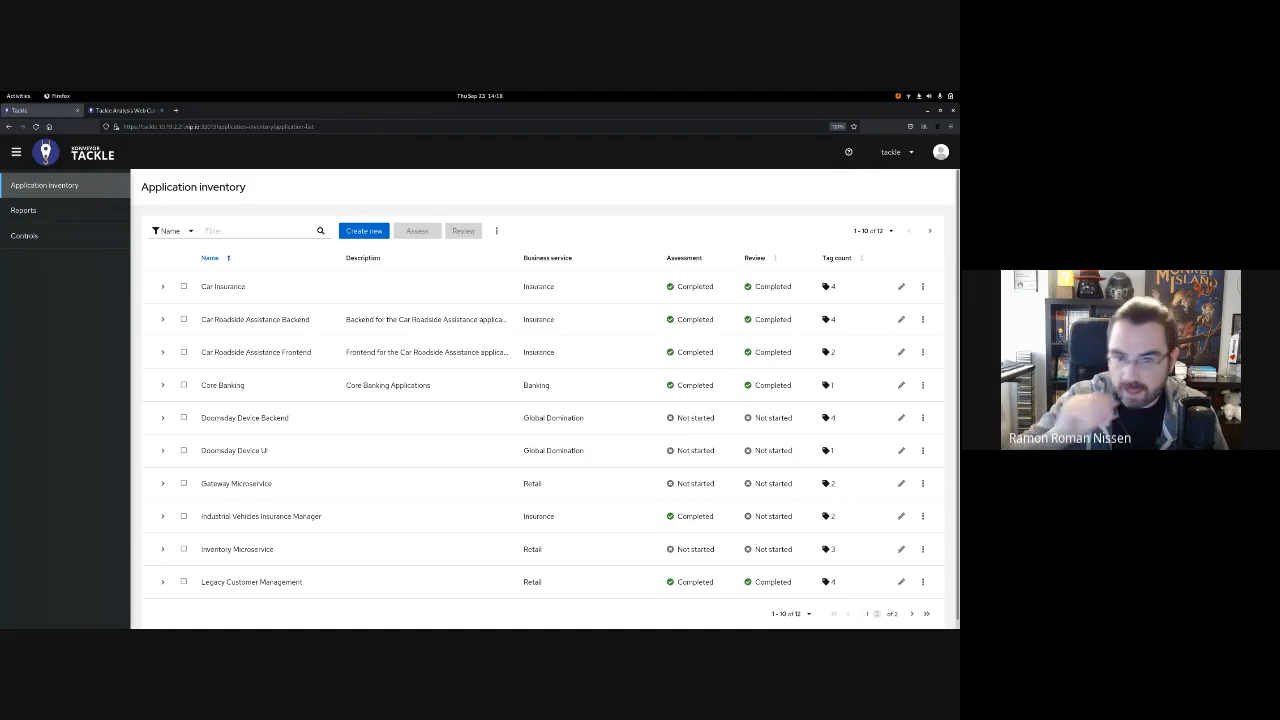 Activities Firefox Thu Sep 23 14:18
Tackle Tackle Analysis Web Co
https://tackle.10.19.2.21.nip.io:32013/application-inventory/application-list 120%
KONVEYOR
TACKLE
tackle
Application inventory
Reports
Controls
Application inventory
Name Filter... Create new Assess Review 1 - 10 of 12
Name Description Business service Assessment Review Tag count
Car Insurance Insurance Completed Completed 4
Car Roadside Assistance Backend Backend for the Car Roadside Assistance applica... Insurance Completed Completed 4
Car Roadside Assistance Frontend Frontend for the Car Roadside Assistance applica... Insurance Completed Completed 2
Core Banking Core Banking Applications Banking Completed Completed 1
Doomsday Device Backend Global Domination Not started Not started 4
Doomsday Device UI Global Domination Not started Not started 1
Gateway Microservice Retail Not started Not started 2
Industrial Vehicles Insurance Manager Insurance Completed Not started 2
Inventory Microservice Retail Not started Not started 3
Legacy Customer Management Retail Completed Completed 4
1 - 10 of 12 1 of 2
MONKEY
ISLAND
Ramon Roman Nissen